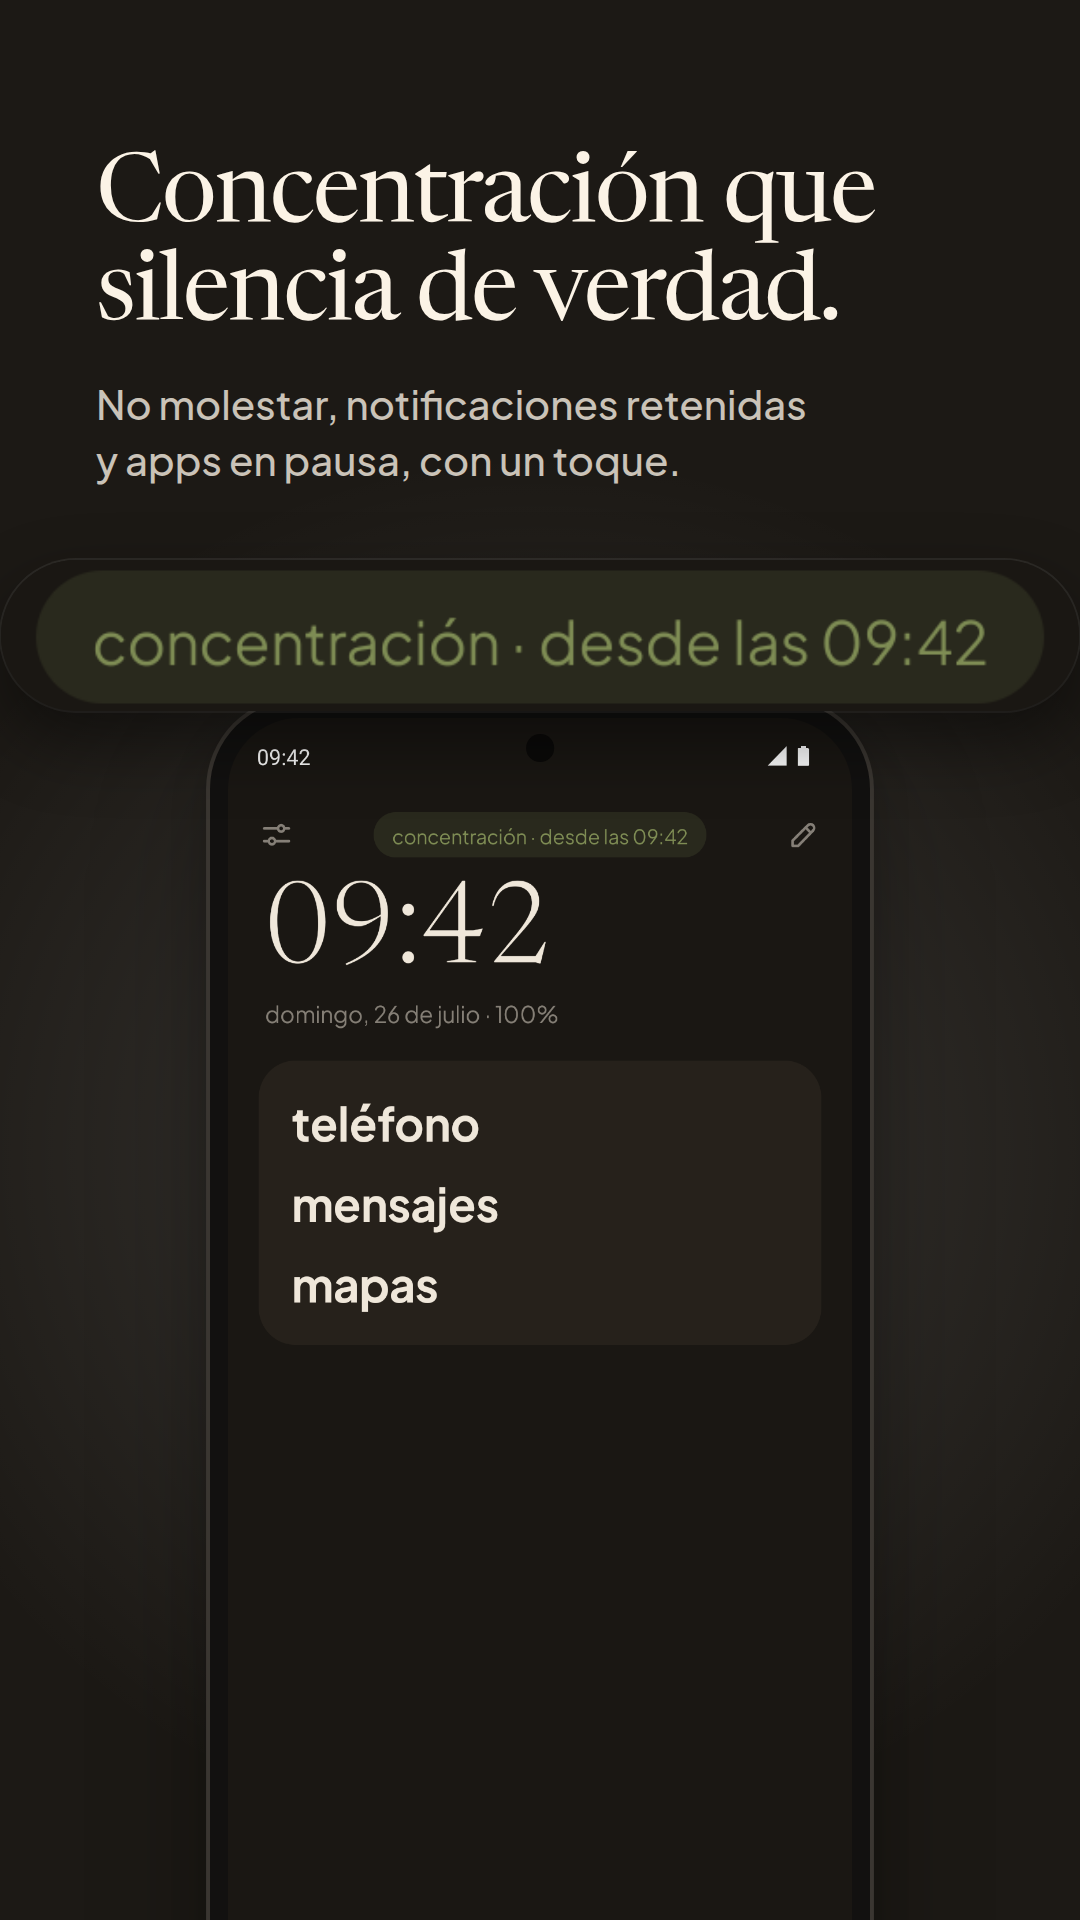 Concentración que
silencia de verdad.
No molestar, notificaciones retenidas
y apps en pausa, con un toque.
concentración · desde las 09:42
09:42
concentración · desde las 09:42
09:42
domingo, 26 de julio · 100%
teléfono
mensajes
mapas